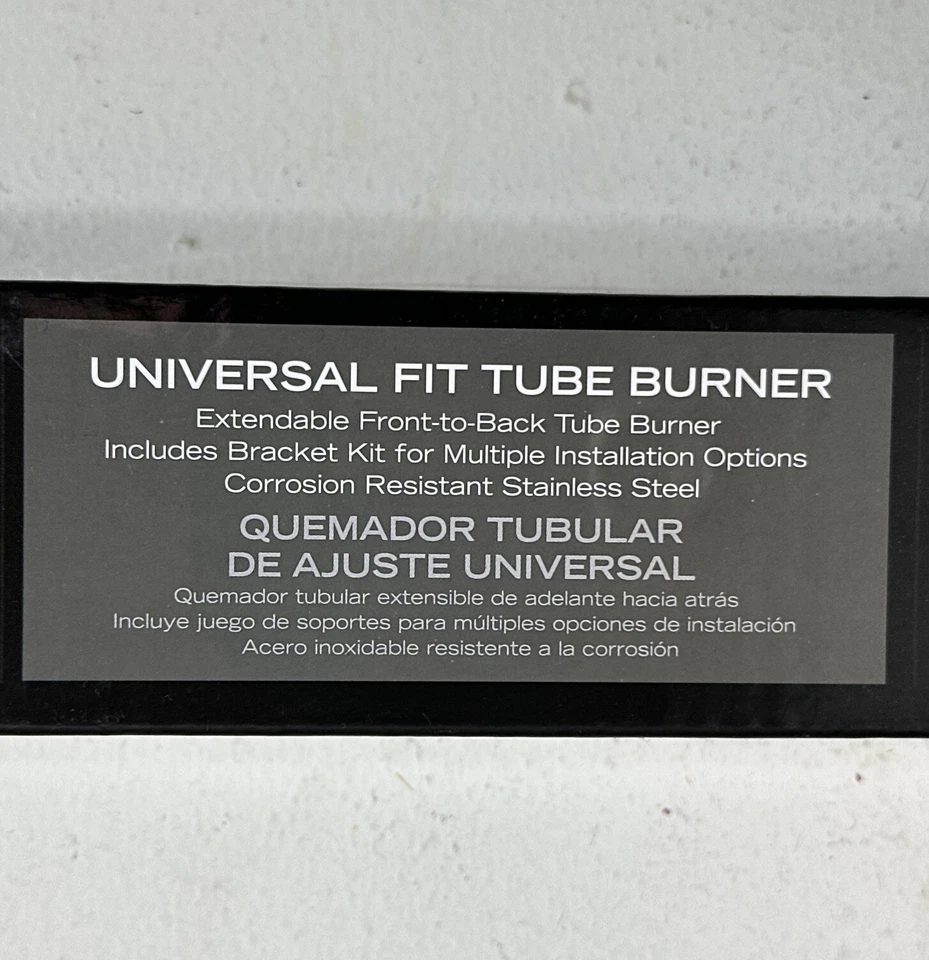 UNIVERSAL FIT TUBE BURNER
Extendable Front-to-Back Tube Burner
Includes Bracket Kit for Multiple Installation Options
Corrosion Resistant Stainless Steel
QUEMADOR TUBULAR
DE AJUSTE UNIVERSAL
Quemador tubular extensible de adelante hacia atrás
Incluye juego de soportes para múltiples opciones de instalación
Acero inoxidable resistente a la corrosión